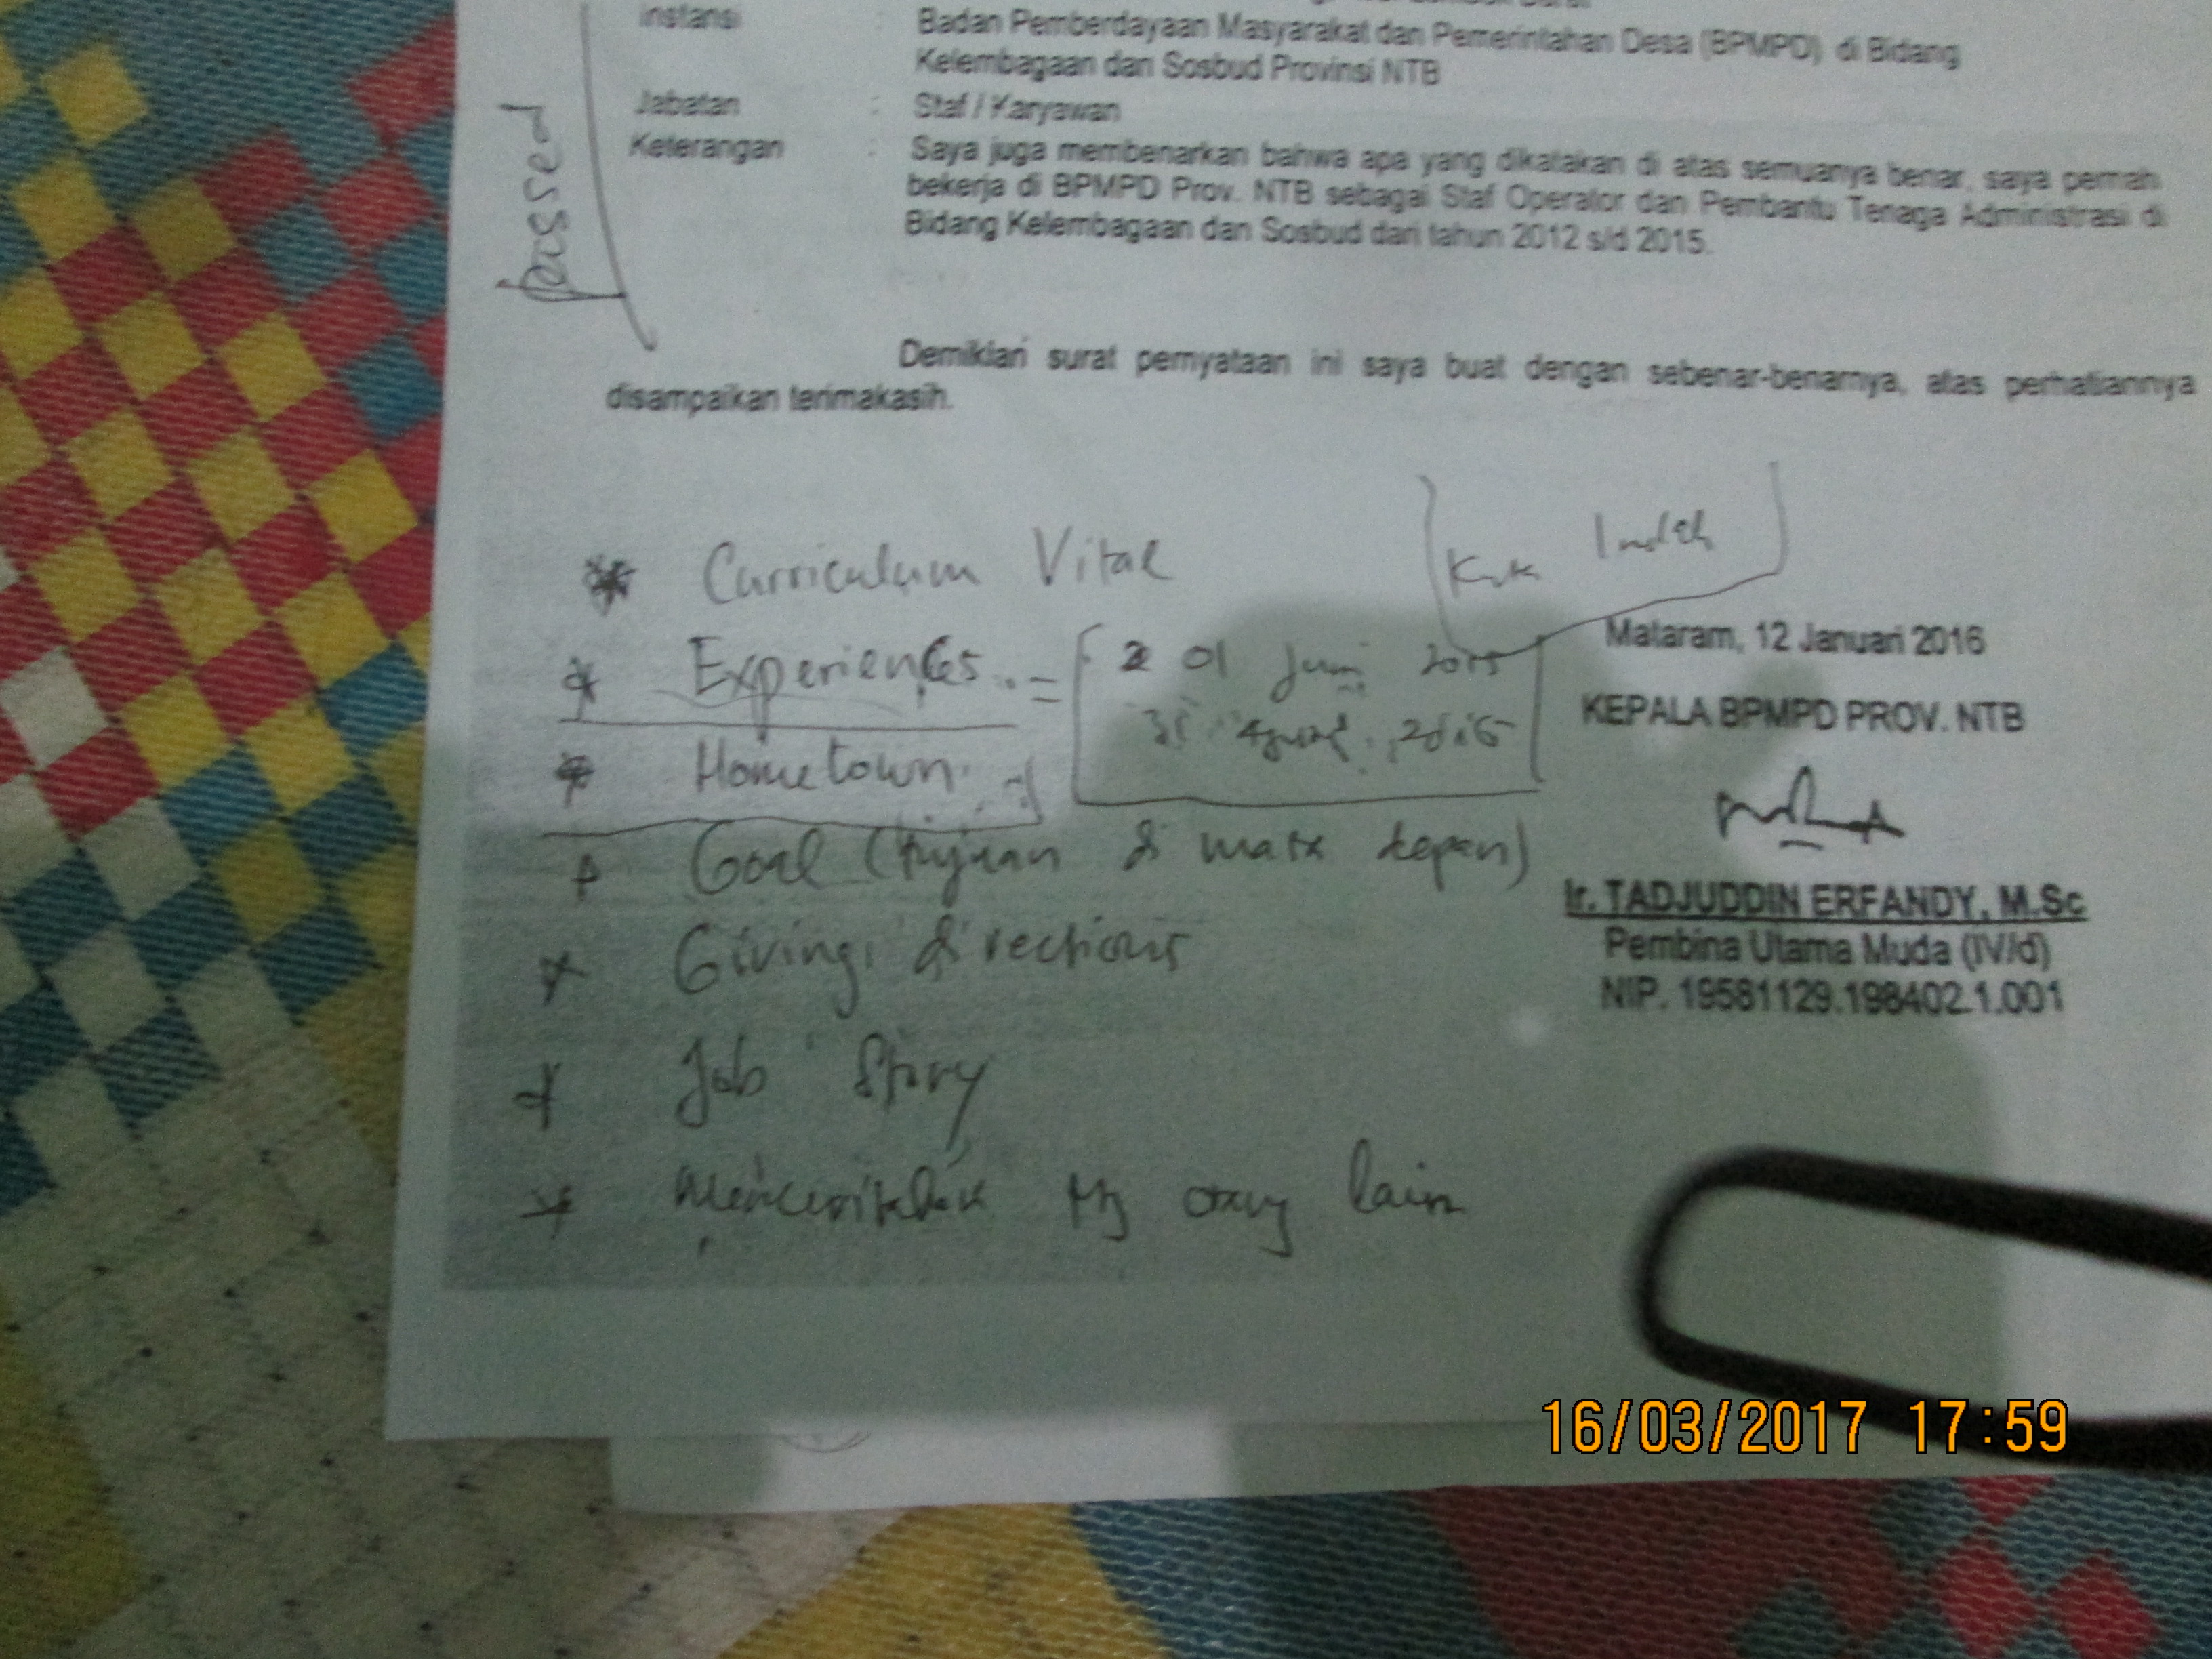 Instansi : Badan Pemberdayaan Masyarakat dan Pemerintahan Desa (BPMPD) di Bidang
Kelembagaan dan Sosbud Provinsi NTB
Jabatan : Staf / Karyawan
Keterangan : Saya juga membenarkan bahwa apa yang dikatakan di atas semuanya benar, saya pernah
bekerja di BPMPD Prov. NTB sebagai Staf Operator dan Pembantu Tenaga Administrasi di
Bidang Kelembagaan dan Sosbud dari tahun 2012 s/d 2015.
passed
Demikian surat pernyataan ini saya buat dengan sebenar-benarnya, atas perhatiannya
disampaikan terimakasih.
* Curriculum Vitae
Kak Indah
* Experiences = 01 Juni 2015
* Hometown
Mataram, 12 Januari 2016
KEPALA BPMPD PROV. NTB
* Goal (tujuan di masa depan)
* Giving directions
* Job Story
* Menceritakan ttg orang lain
Ir. TADJUDDIN ERFANDY, M.Sc
Pembina Utama Muda (IV/d)
NIP. 19581129.198402.1.001
16/03/2017 17:59